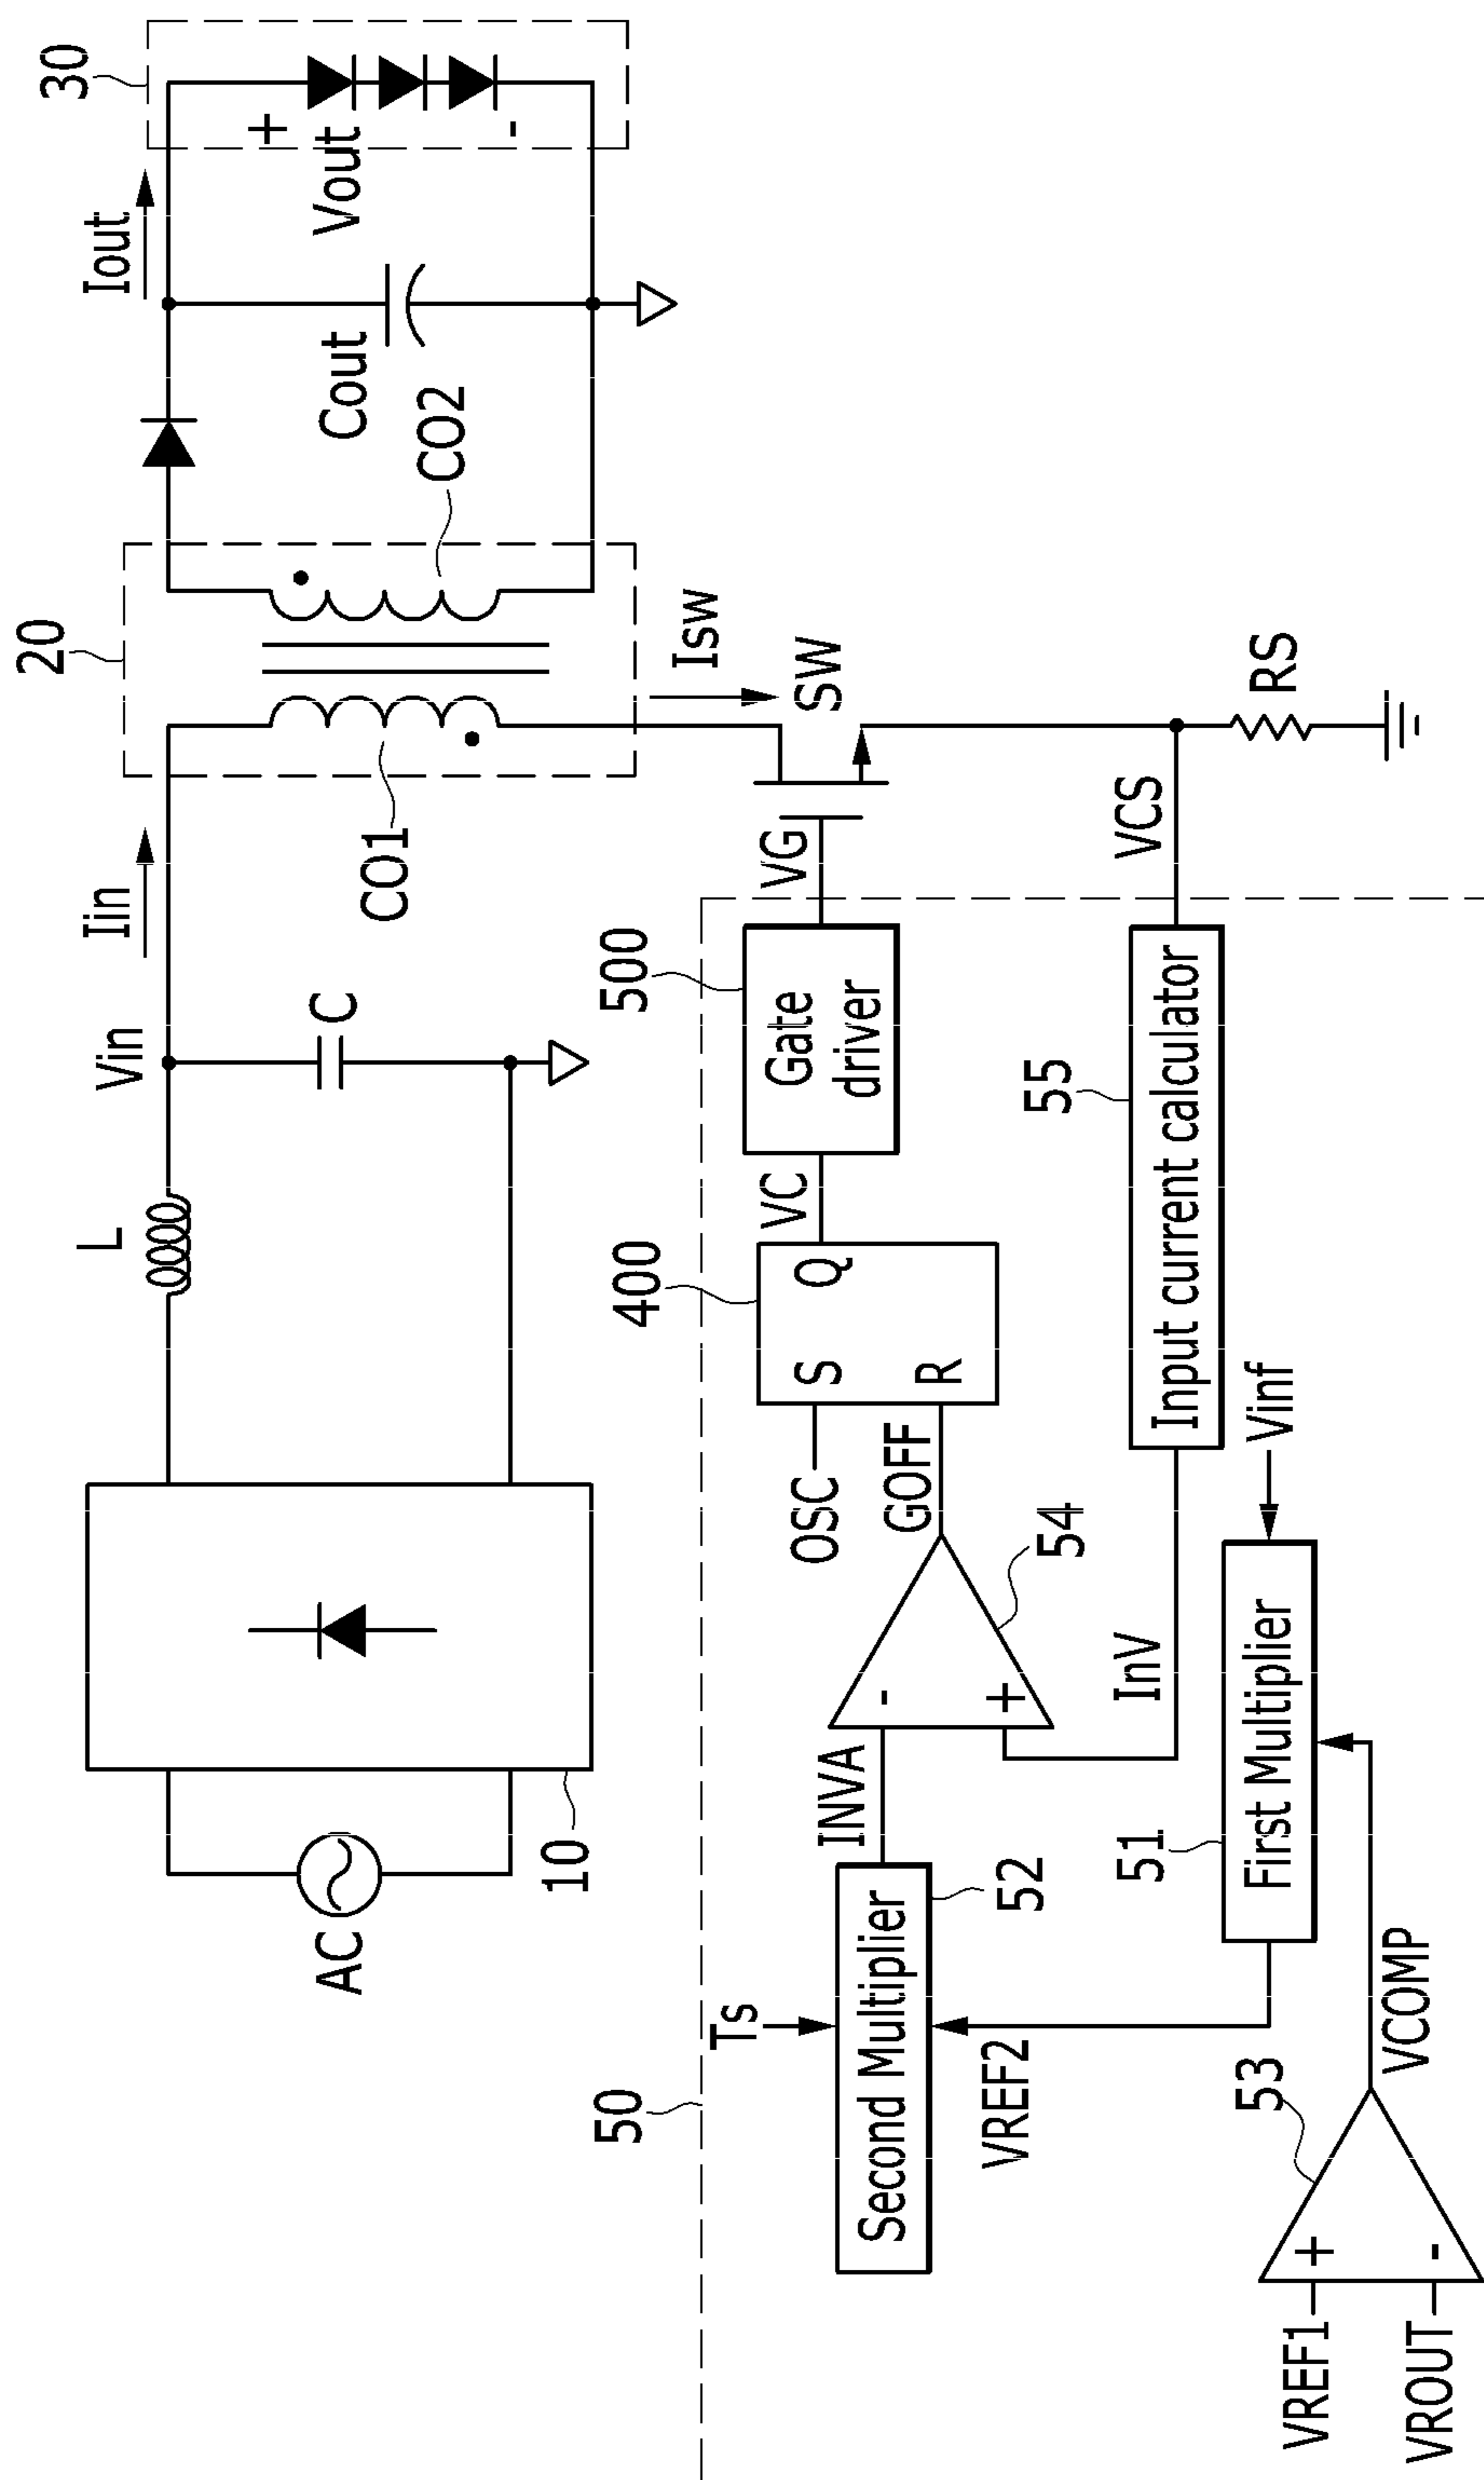 AC
10
L
Vin
C
Iin
20
CO1
CO2
Iout
Cout
+
Vout
-
30
Isw
SW
RS
50
Ts
Second Multiplier
52
VREF2
INVA
-
+
54
OSC
GOFF
S
R
Q
400
VC
500
Gate
driver
VG
VCS
55
Input current calculator
InV
Vinf
51
First Multiplier
VCOMP
53
VREF1
+
VROUT
-